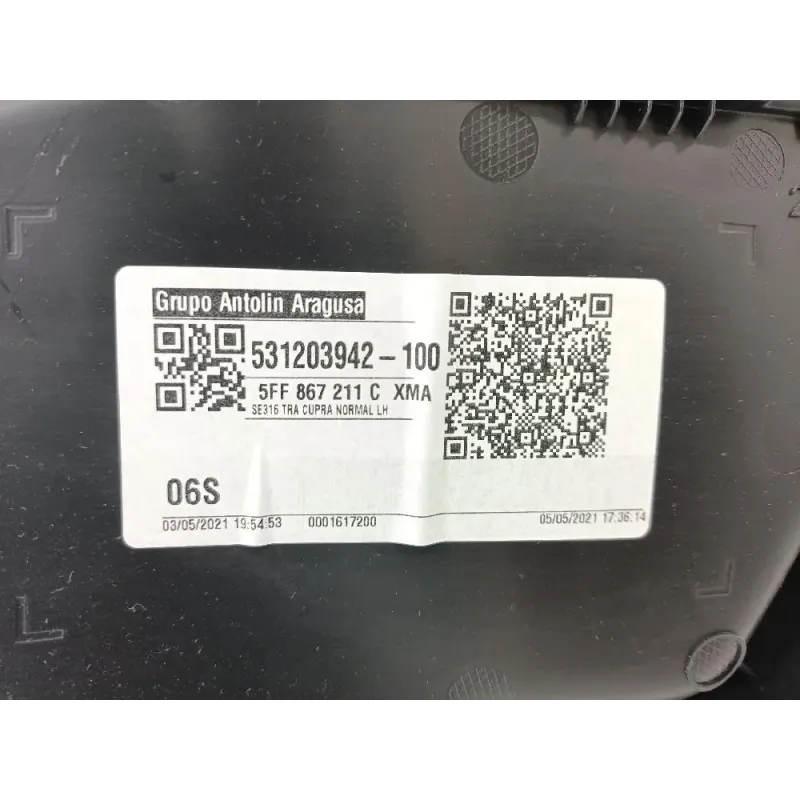 Grupo Antolin Aragusa
531203942-100
5FF 867 211 C XMA
SE316 TRA CUPRA NORMAL LH
06S
03/05/2021 19:54:53 0001617200 05/05/2021 17:36:14